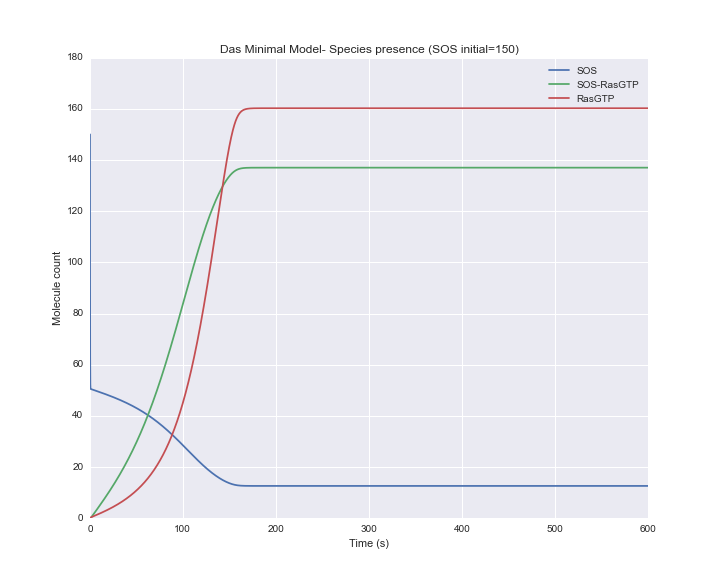 Das Minimal Model- Species presence (SOS initial=150)
180
160
140
120
100
80
60
40
20
0
Molecule count
SOS
SOS-RasGTP
RasGTP
0 100 200 300 400 500 600
Time (s)